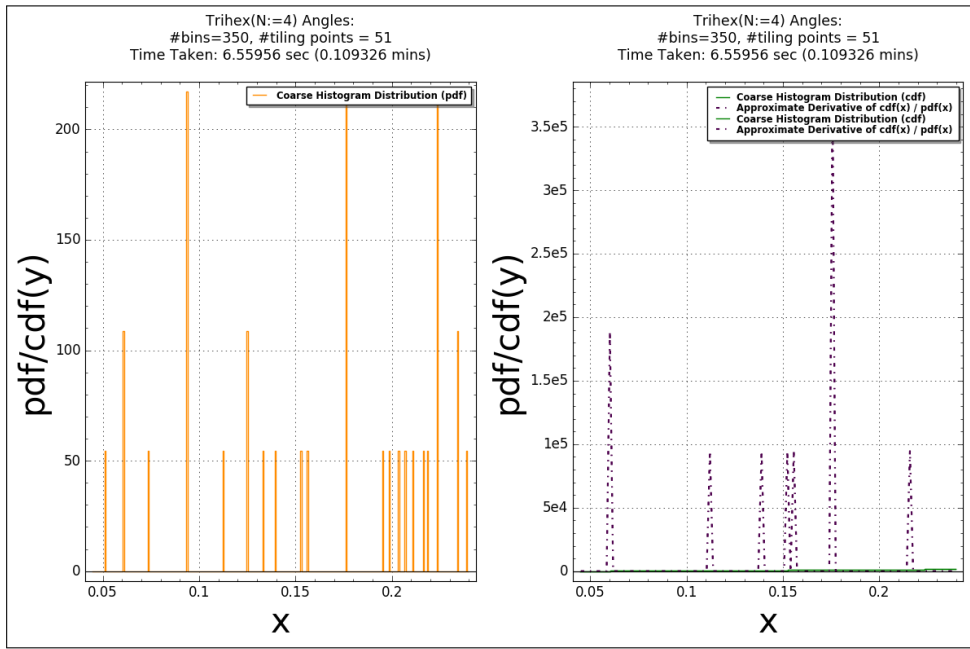 Trihex(N:=4) Angles:
#bins=350, #tiling points = 51
Time Taken: 6.55956 sec (0.109326 mins)
Coarse Histogram Distribution (pdf)
200
150
100
50
0
0.05
0.1
0.15
0.2
pdf/cdf(y)
x
Trihex(N:=4) Angles:
#bins=350, #tiling points = 51
Time Taken: 6.55956 sec (0.109326 mins)
Coarse Histogram Distribution (cdf)
Approximate Derivative of cdf(x) / pdf(x)
Coarse Histogram Distribution (cdf)
Approximate Derivative of cdf(x) / pdf(x)
3.5e5
3e5
2.5e5
2e5
1.5e5
1e5
5e4
0
0.05
0.1
0.15
0.2
pdf/cdf(y)
x